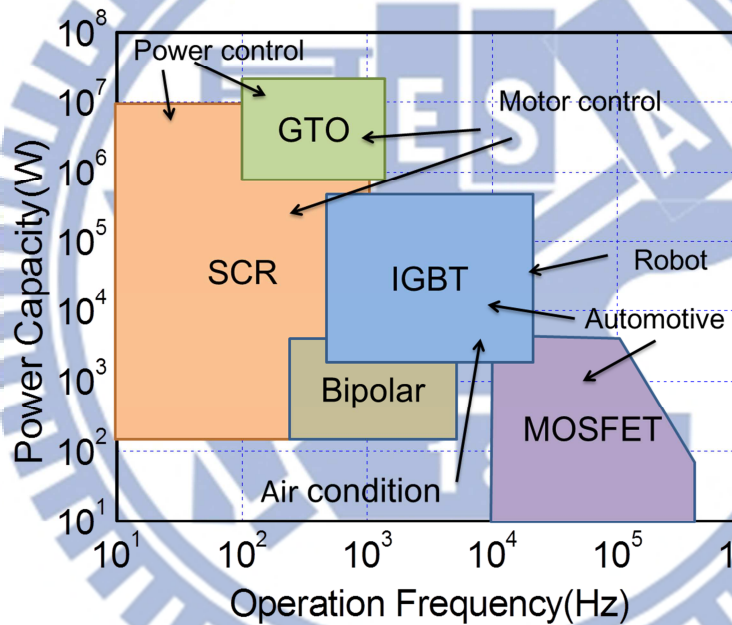 10^8
Power control
10^7
Motor control
GTO
10^6
Power Capacity(W)
10^5
Robot
SCR
IGBT
10^4
Automotive
10^3
Bipolar
MOSFET
10^2
Air condition
10^1
10^1 10^2 10^3 10^4 10^5
Operation Frequency(Hz)
ESA